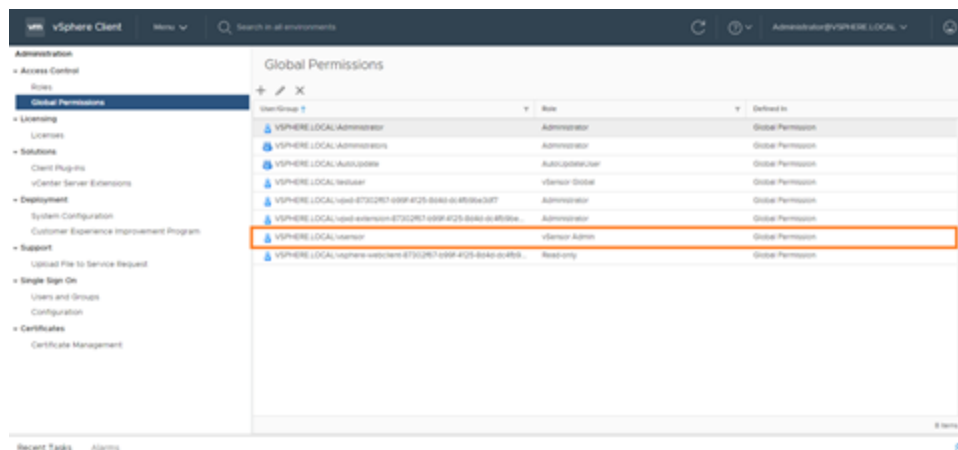 vm vSphere Client Menu Search in all environments Administrator@VSPHERE.LOCAL
Administration
Access Control
Roles
Global Permissions
Licensing
Licenses
Solutions
Client Plug-ins
vCenter Server Extensions
Deployment
System Configuration
Customer Experience Improvement Program
Support
Upload File to Service Request
Single Sign On
Users and Groups
Configuration
Certificates
Certificate Management
Global Permissions
User/Group Role Defined In
VSPHERE.LOCAL\Administrator Administrator Global Permission
VSPHERE.LOCAL\Administrators Administrator Global Permission
VSPHERE.LOCAL\AutoUpdate AutoUpdateUser Global Permission
VSPHERE.LOCAL\testuser vSensor Global Global Permission
Administrator Global Permission
Administrator Global Permission
VSPHERE.LOCAL\vsensor vSensor Admin Global Permission
Read-only Global Permission
8 items
Recent Tasks Alarms